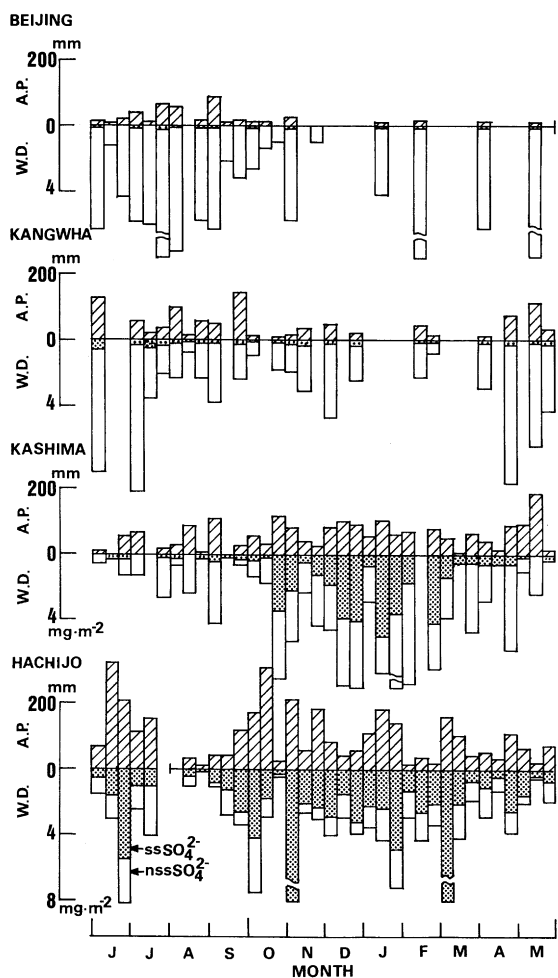 BEIJING
mm
200
A.P.
0
W.D.
4
KANGWHA
mm
200
A.P.
0
W.D.
4
KASHIMA
mm
200
A.P.
0
W.D.
4
mg·m-2
HACHIJO
mm
200
A.P.
0
W.D.
4
ssSO₄²⁻
nssSO₄²⁻
8
mg·m-2
J J A S O N D J F M A M
MONTH